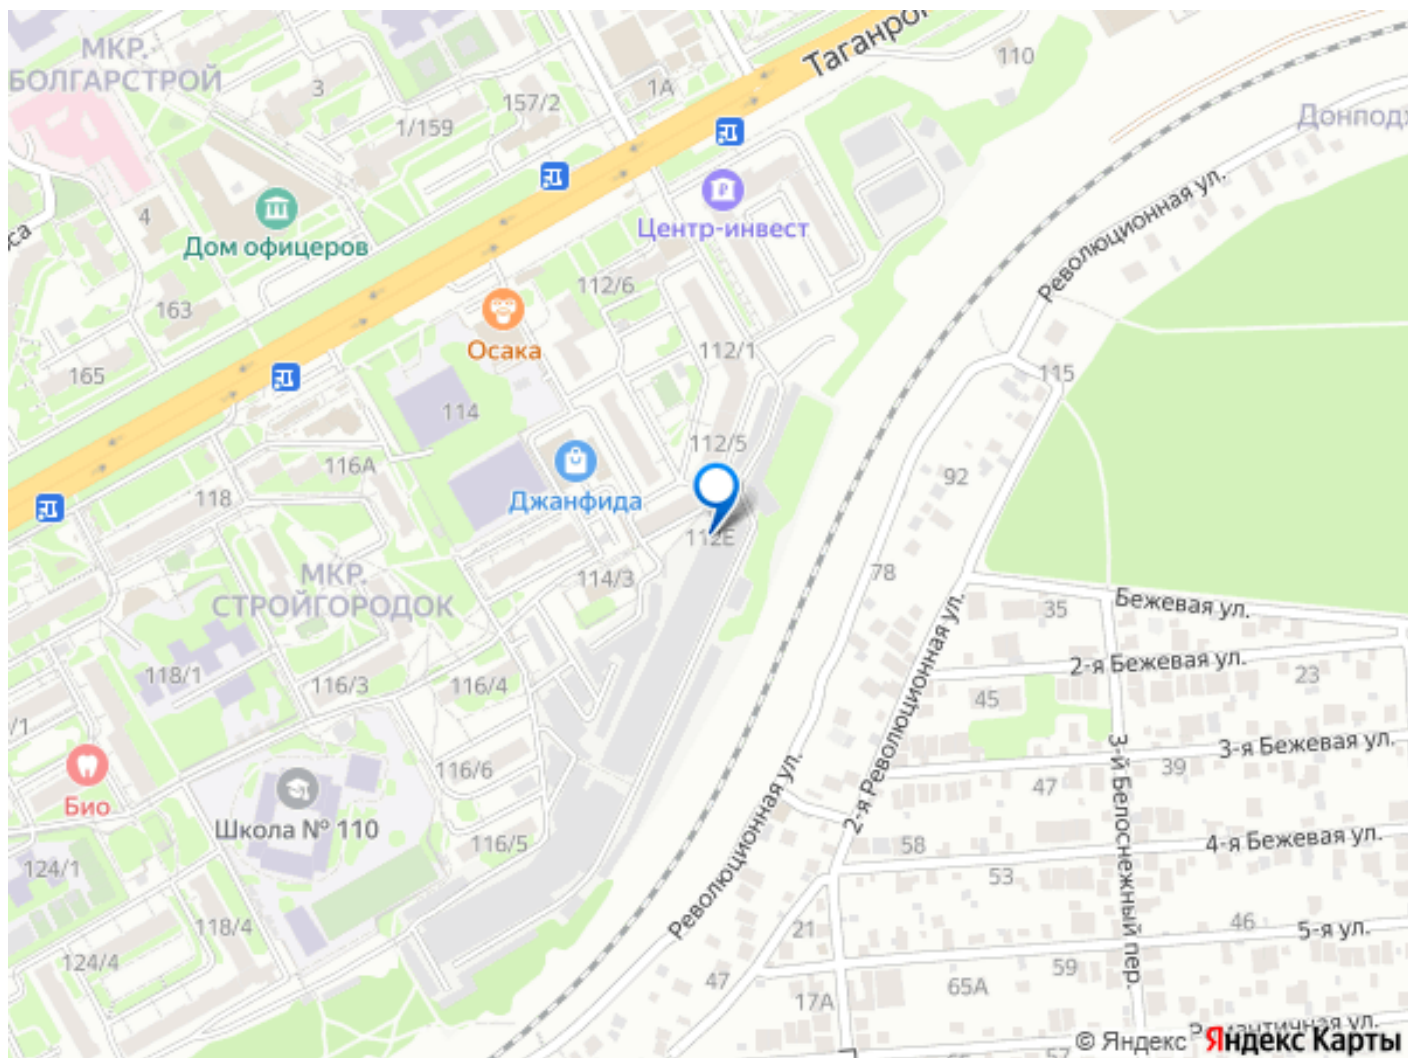 МКР.
БОЛГАРСТРОЙ
3
157/2
1А
Таганро
110
1/159
Донподх
4
Дом офицеров
Центр-инвест
Революционная ул.
са
163
112/6
Осака
112/1
165
115
114
112/5
116А
118
Джанфида
92
112Е
МКР.
СТРОЙГОРОДОК
114/3
78
35
Бежевая ул.
2-я Бежевая ул.
23
118/1
116/3
116/4
45
2-я Революционная ул.
/1
3-й Белоснежный пер.
3-я Бежевая ул.
39
47
116/6
Био
Школа № 110
Революционная ул.
116/5
58
4-я Бежевая ул.
53
124/1
118/4
21
46
5-я ул.
124/4
47
59
65А
17А
Романтичная ул.
© Яндекс Яндекс Карты